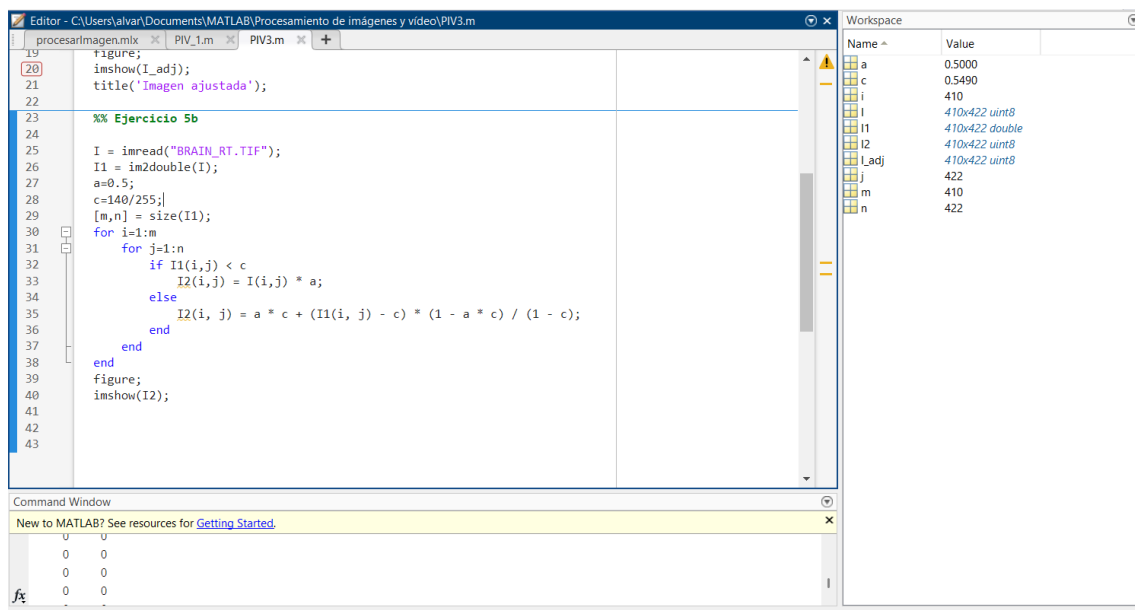 Editor - C:\Users\alvar\Documents\MATLAB\Procesamiento de imágenes y vídeo\PIV3.m
procesarImagen.mlx PIV_1.m PIV3.m +
19 figure;
20 imshow(I_adj);
21 title('Imagen ajustada');
22
23 %% Ejercicio 5b
24
25 I = imread("BRAIN_RT.TIF");
26 I1 = im2double(I);
27 a=0.5;
28 c=140/255;
29 [m,n] = size(I1);
30 for i=1:m
31 for j=1:n
32 if I1(i,j) < c
33 I2(i,j) = I(i,j) * a;
34 else
35 I2(i, j) = a * c + (I1(i, j) - c) * (1 - a * c) / (1 - c);
36 end
37 end
38 end
39 figure;
40 imshow(I2);
41
42
43
Command Window
New to MATLAB? See resources for Getting Started.
0 0
0 0
0 0
0 0
fx
Workspace
Name Value
a 0.5000
c 0.5490
i 410
I 410x422 uint8
I1 410x422 double
I2 410x422 uint8
I_adj 410x422 uint8
j 422
m 410
n 422